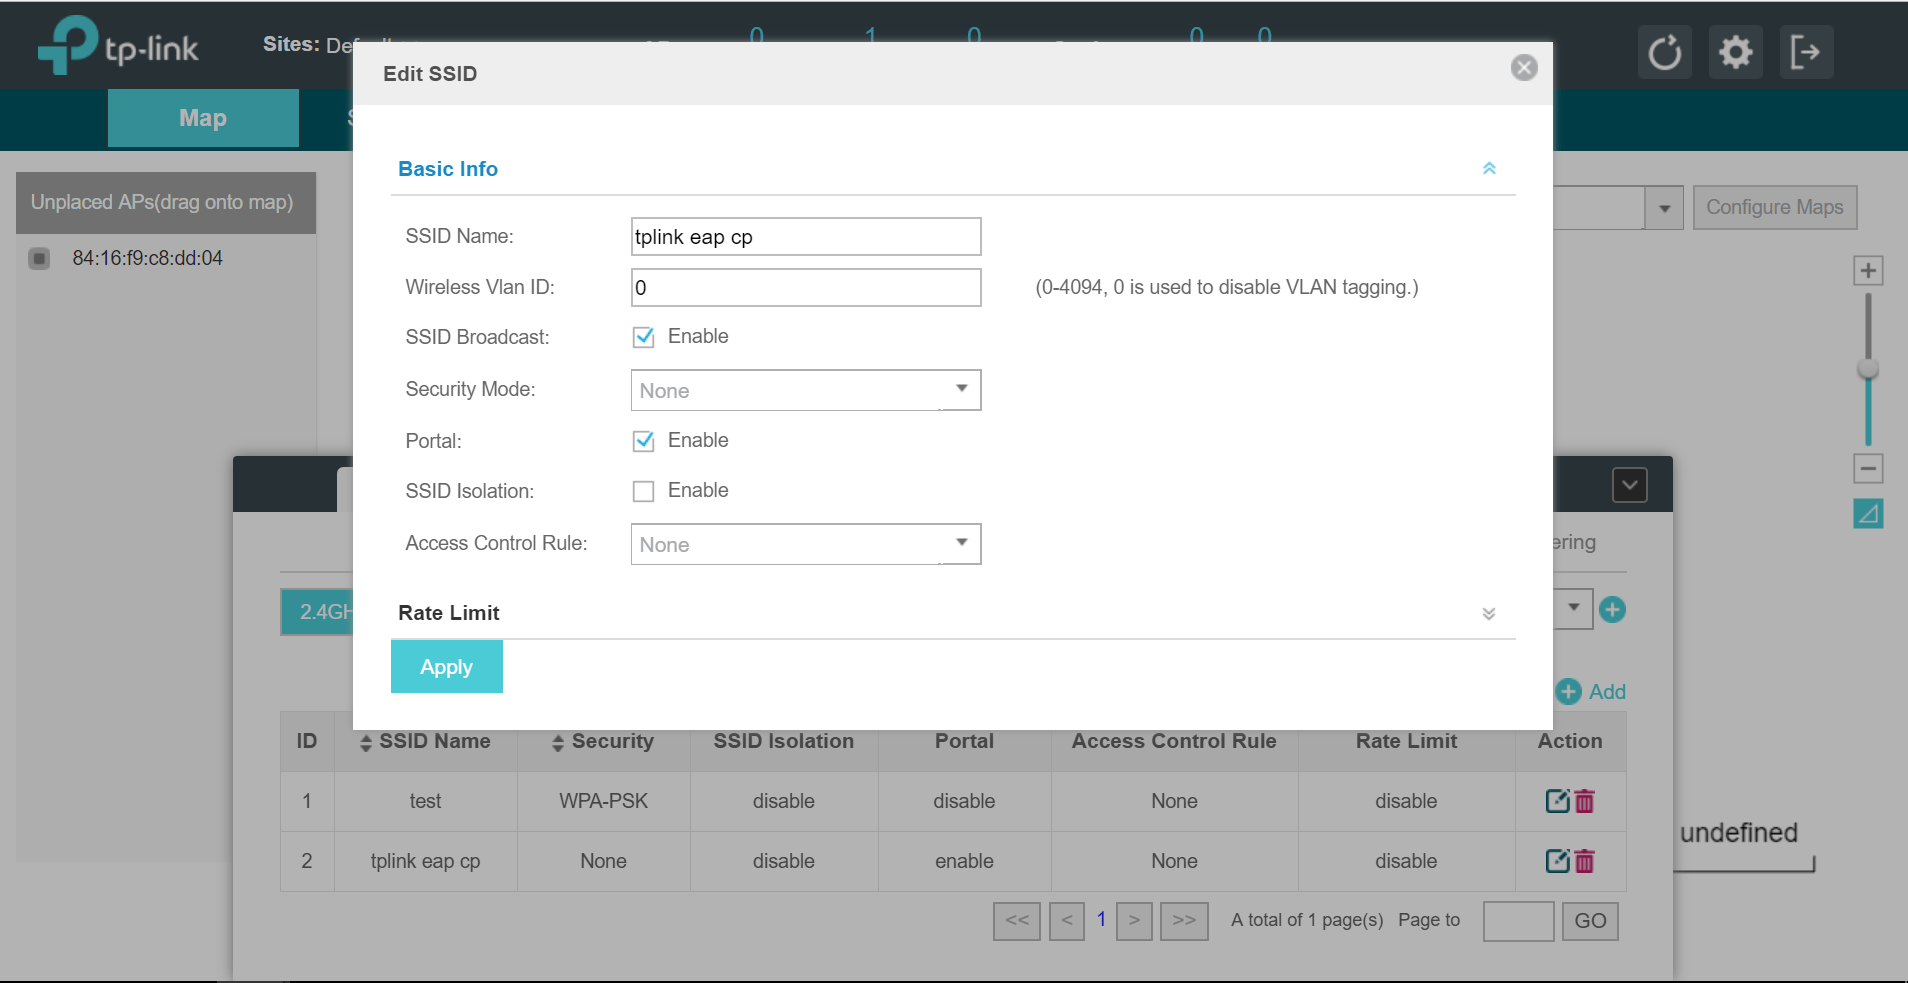 tp-link
Sites:
0 1 0 0 0
Edit SSID
Map
Basic Info
Unplaced APs(drag onto map)
Configure Maps
84:16:f9:c8:dd:04
SSID Name: tplink eap cp
Wireless Vlan ID: 0 (0-4094, 0 is used to disable VLAN tagging.)
SSID Broadcast: Enable
Security Mode: None
Portal: Enable
SSID Isolation: Enable
Access Control Rule: None
ering
2.4GH
Rate Limit
Apply
Add
ID SSID Name Security SSID Isolation Portal Access Control Rule Rate Limit Action
1 test WPA-PSK disable disable None disable
2 tplink eap cp None disable enable None disable
undefined
<< < 1 > >> A total of 1 page(s) Page to GO